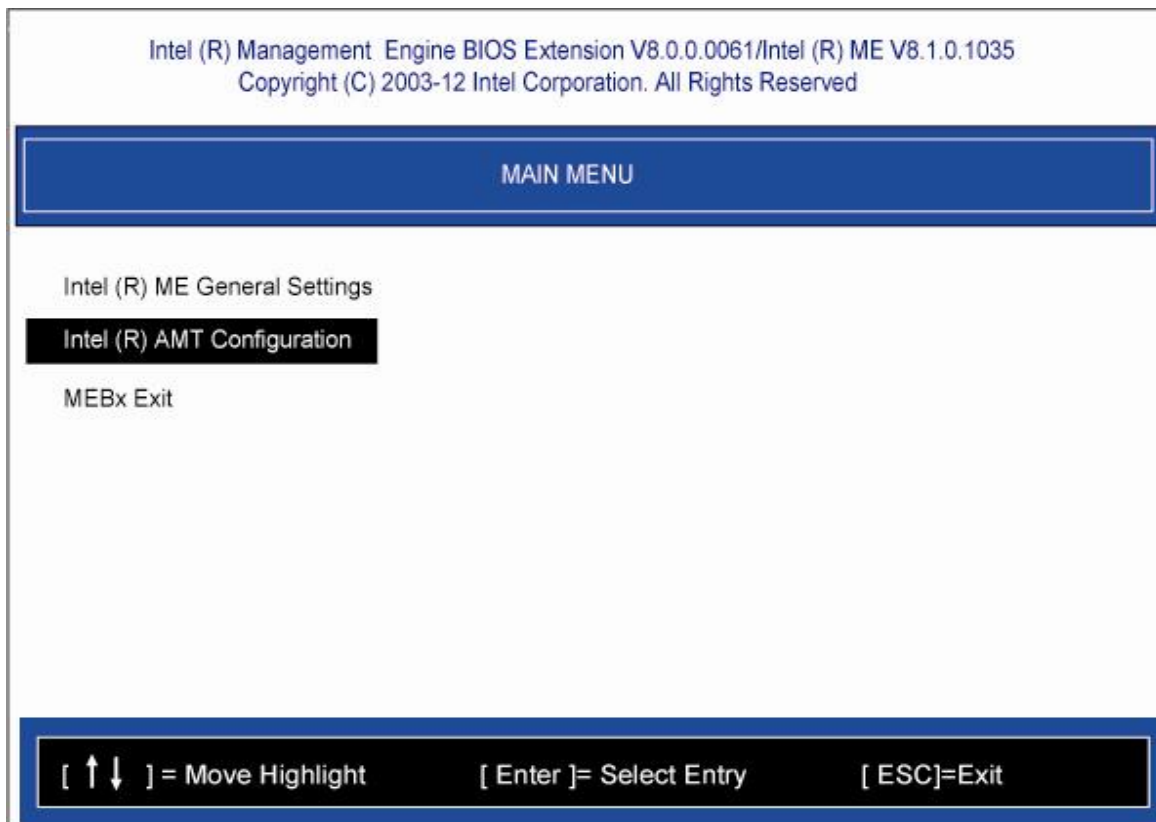 Intel (R) Management Engine BIOS Extension V8.0.0.0061/Intel (R) ME V8.1.0.1035
Copyright (C) 2003-12 Intel Corporation. All Rights Reserved
MAIN MENU
Intel (R) ME General Settings
Intel (R) AMT Configuration
MEBx Exit
[ ↑↓ ] = Move Highlight [ Enter ]= Select Entry [ ESC]=Exit